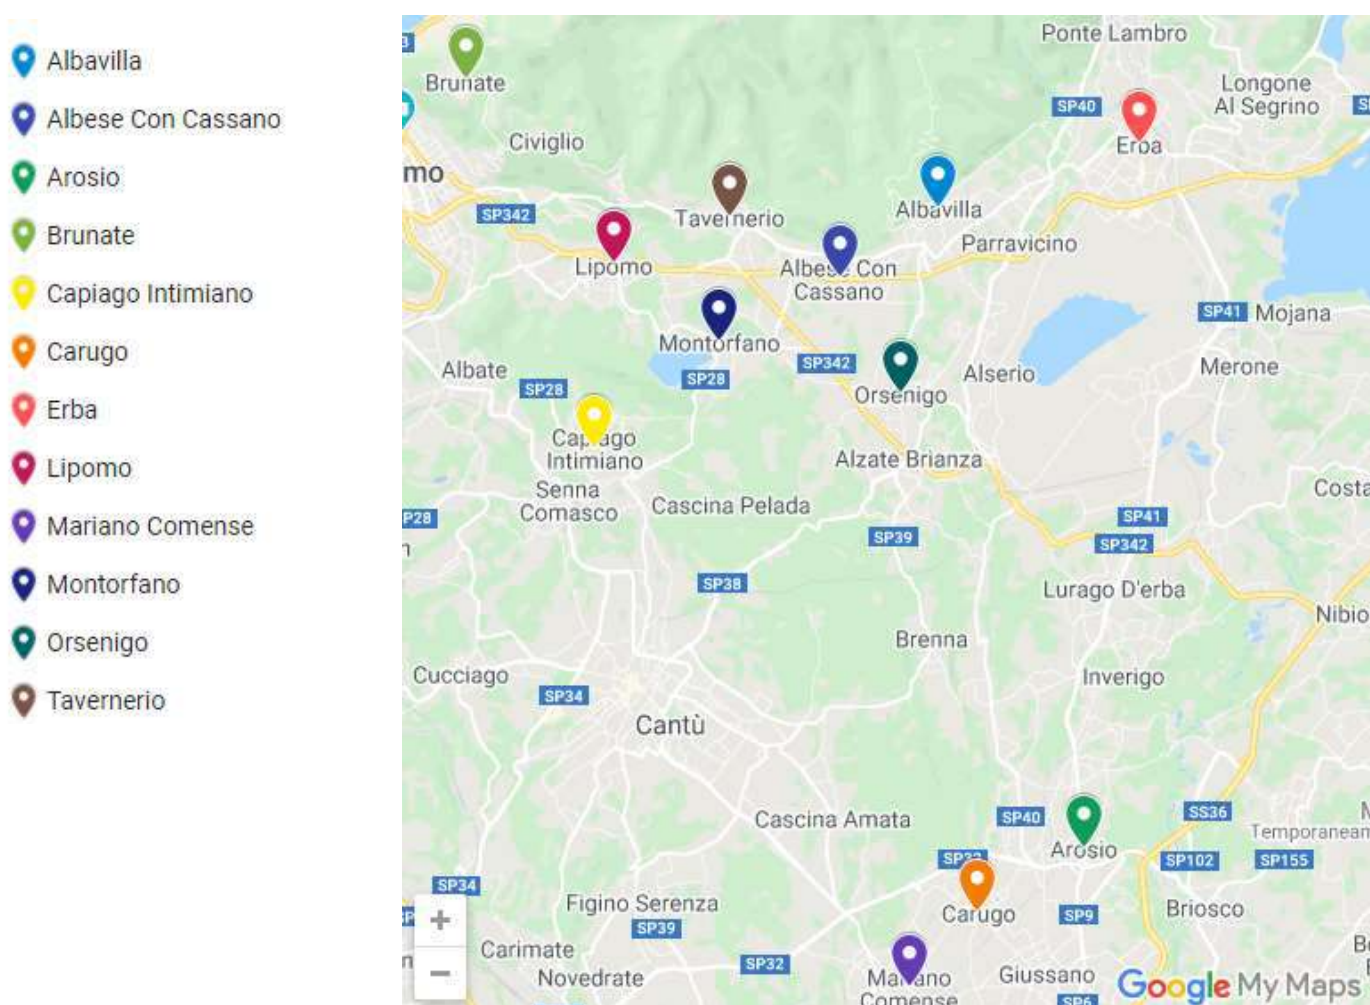 Albavilla
Albese Con Cassano
Arosio
Brunate
Capiago Intimiano
Carugo
Erba
Lipomo
Mariano Comense
Montorfano
Orsenigo
Tavernerio
Ponte Lambro
Brunate
Longone
Al Segrino
SP40
Civiglio
Erba
mo
SP342
Tavernerio
Albavilla
Parravicino
Lipomo
Albese Con
Cassano
SP41 Mojana
Montorfano
SP342
Merone
Albate
SP28
SP28
Alserio
Orsenigo
Capiago
Intimiano
Alzate Brianza
Senna
Comasco
Cascina Pelada
Costa
P28
SP41
SP39
SP342
SP38
Lurago D'erba
Nibio
Brenna
Cucciago
Inverigo
SP34
Cantù
Cascina Amata
SP40
SS36
Temporanean
Arosio
SP102
SP155
SP34
Figino Serenza
Carugo
SP9
Briosco
SP39
Carimate
SP32
Novedrate
Mariano
Comense
Giussano
SP6
Google My Maps
+
−